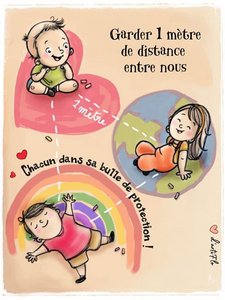 Garder 1 mètre
de distance
entre nous
1 mètre
Chacun dans sa bulle de protection !